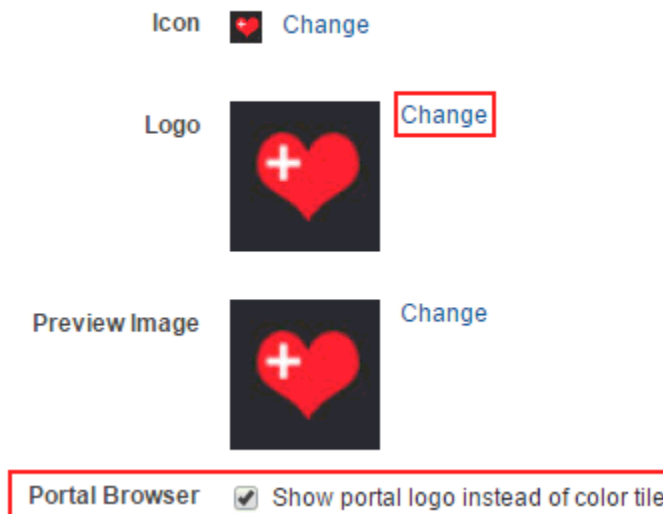 Icon Change
Logo Change
Preview Image Change
Portal Browser Show portal logo instead of color tile